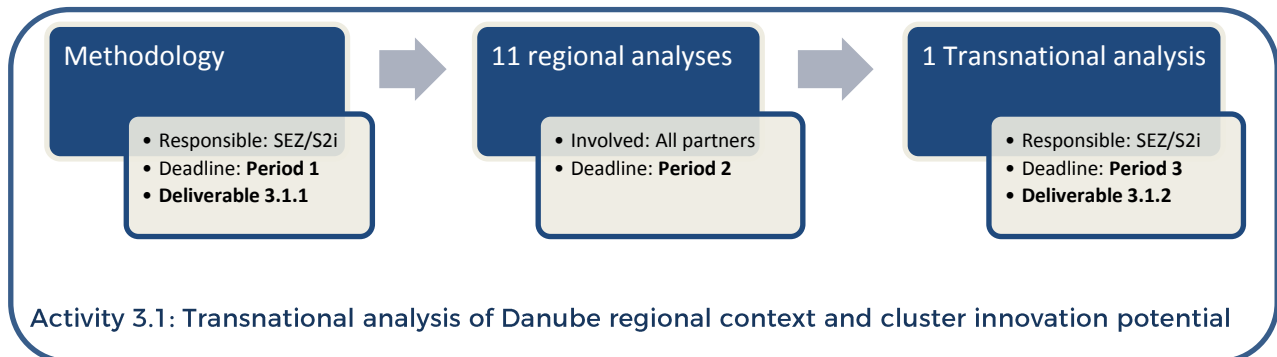 Methodology
• Responsible: SEZ/S2i
• Deadline: Period 1
• Deliverable 3.1.1
11 regional analyses
• Involved: All partners
• Deadline: Period 2
1 Transnational analysis
• Responsible: SEZ/S2i
• Deadline: Period 3
• Deliverable 3.1.2
Activity 3.1: Transnational analysis of Danube regional context and cluster innovation potential